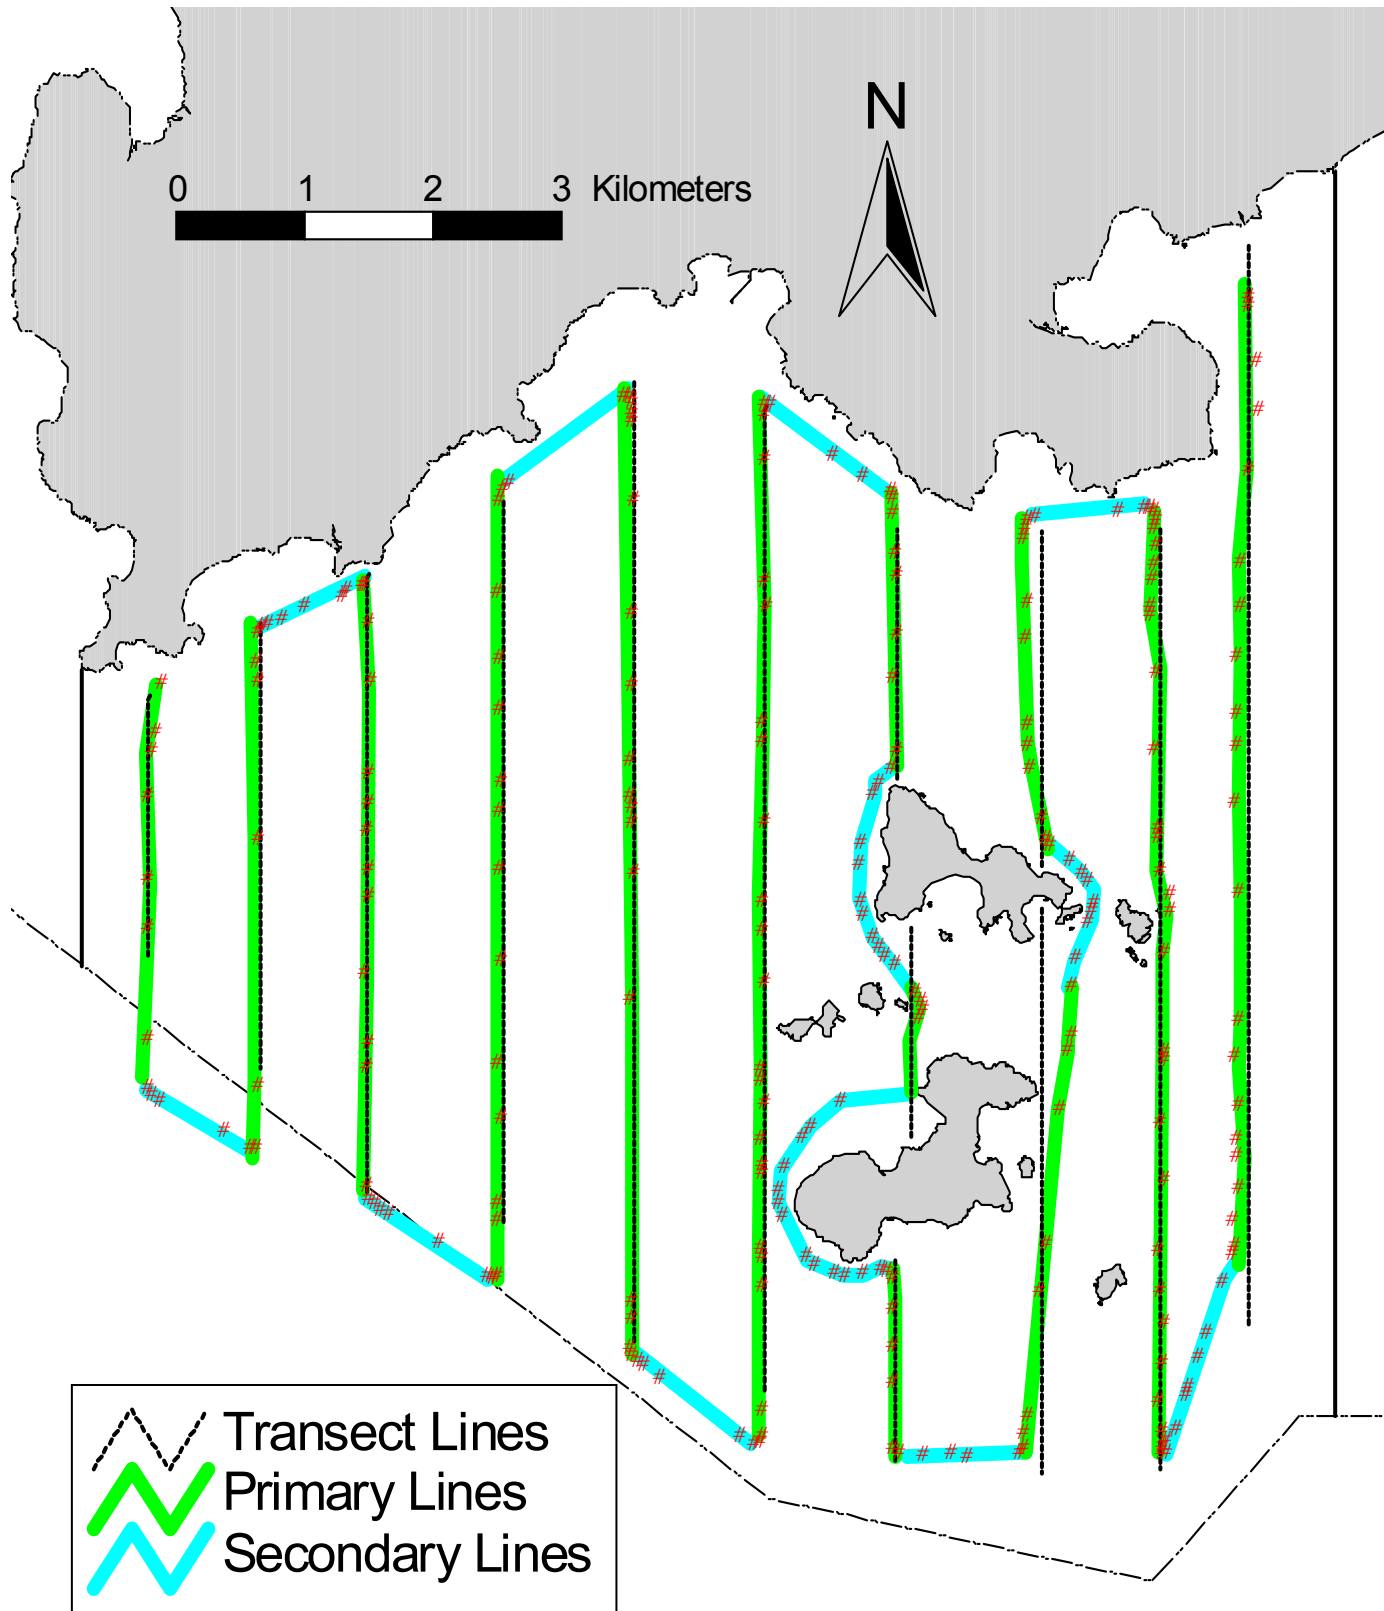 N
0 1 2 3 Kilometers
Transect Lines
Primary Lines
Secondary Lines